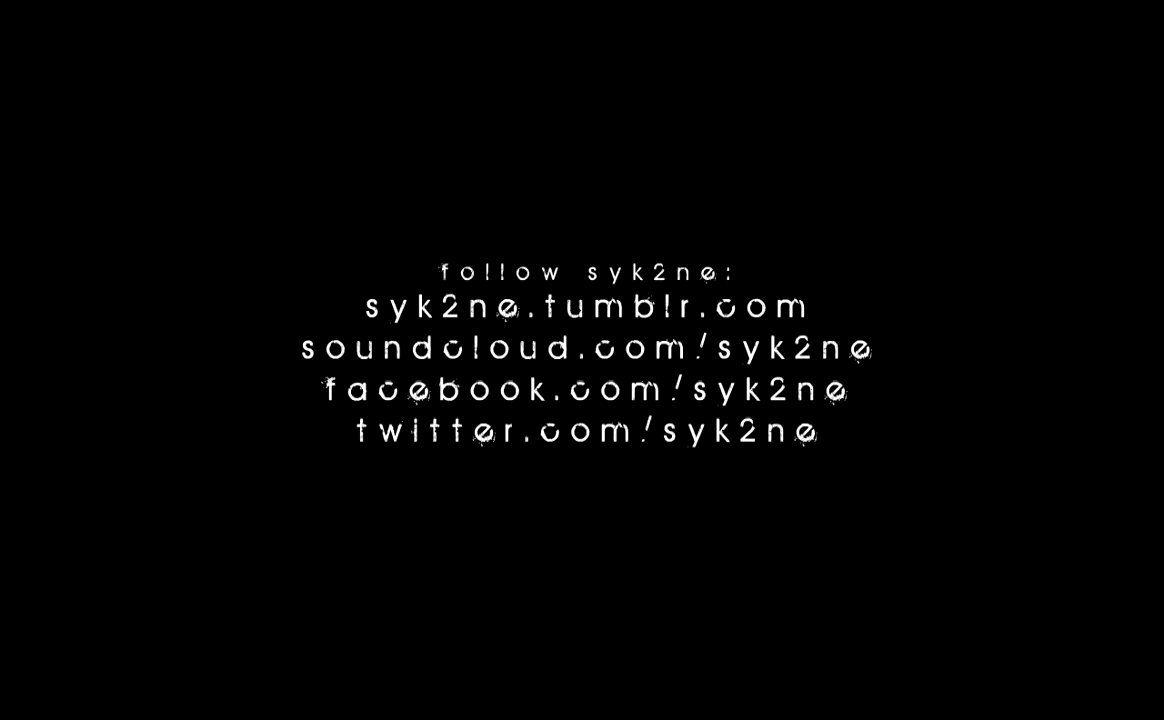 follow syk2ne:
syk2ne.tumblr.com
soundcloud.com/syk2ne
facebook.com/syk2ne
twitter.com/syk2ne